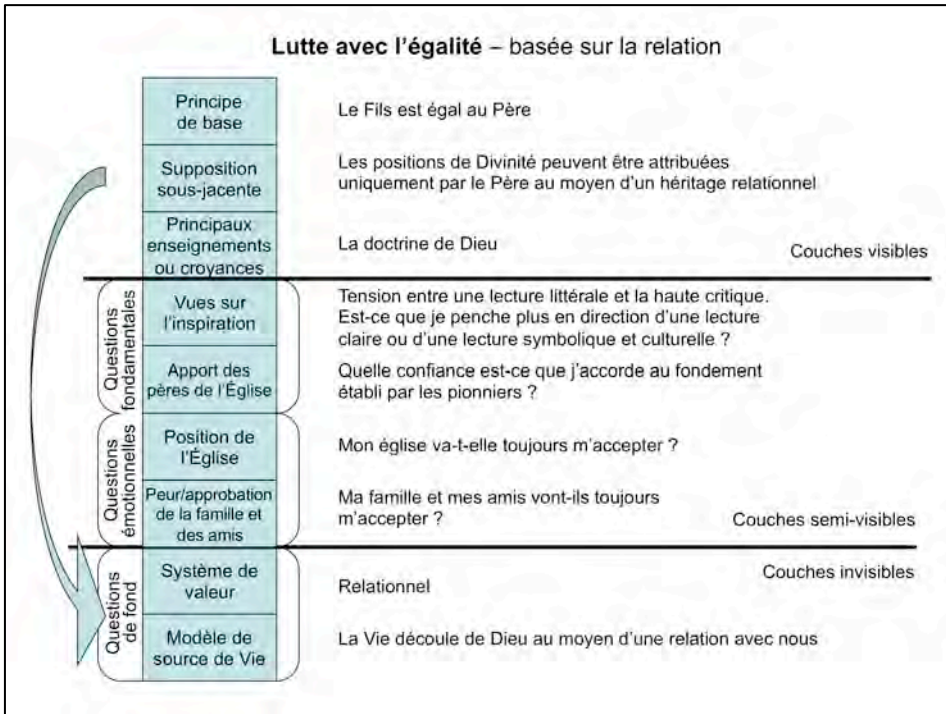 Lutte avec l'égalité – basée sur la relation
Principe
de base
Le Fils est égal au Père
Supposition
sous-jacente
Les positions de Divinité peuvent être attribuées
uniquement par le Père au moyen d'un héritage relationnel
Principaux
enseignements
ou croyances
La doctrine de Dieu
Couches visibles
Questions
fondamentales
Vues sur
l'inspiration
Tension entre une lecture littérale et la haute critique.
Est-ce que je penche plus en direction d'une lecture
claire ou d'une lecture symbolique et culturelle ?
Apport des
pères de l'Église
Quelle confiance est-ce que j'accorde au fondement
établi par les pionniers ?
Questions
émotionnelles
Position de
l'Église
Mon église va-t-elle toujours m'accepter ?
Peur/approbation
de la famille et
des amis
Ma famille et mes amis vont-ils toujours
m'accepter ?
Couches semi-visibles
Questions
de fond
Système de
valeur
Relationnel
Couches invisibles
Modèle de
source de Vie
La Vie découle de Dieu au moyen d'une relation avec nous